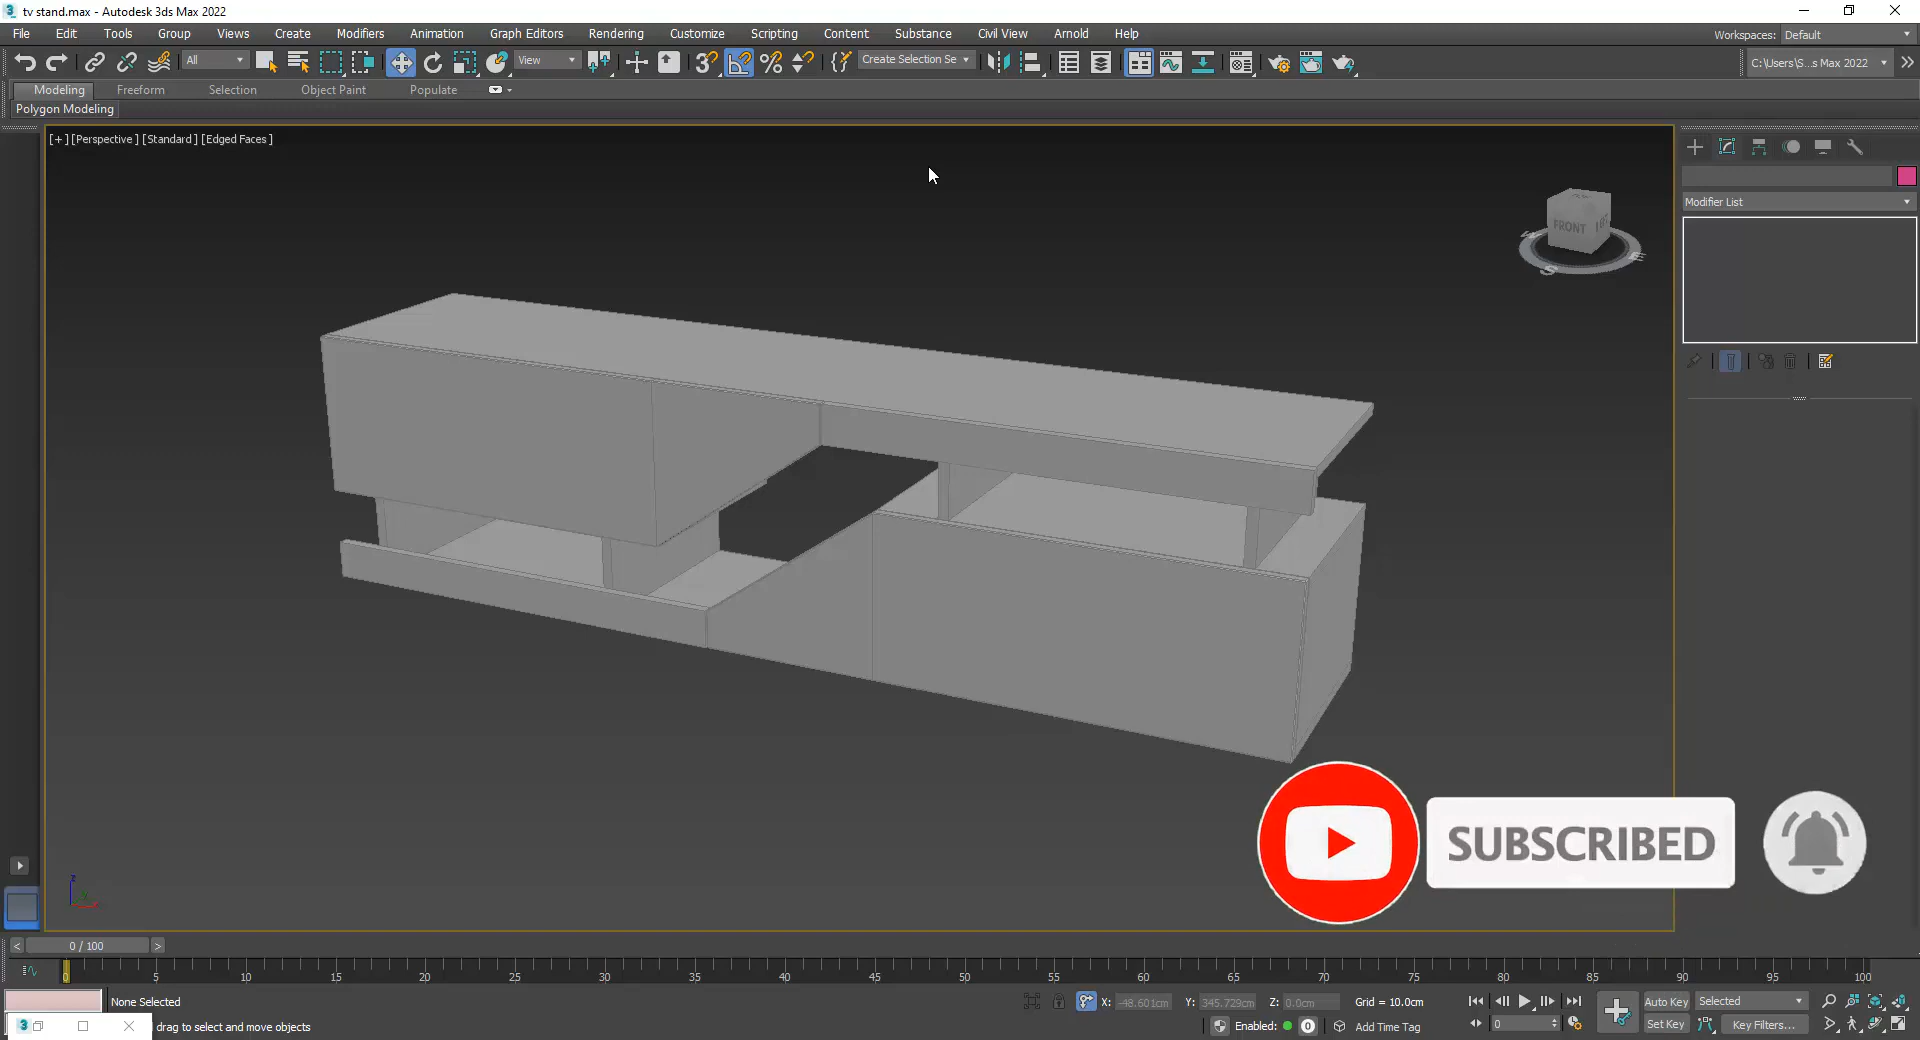 tv stand.max - Autodesk 3ds Max 2022
File Edit Tools Group Views Create Modifiers Animation Graph Editors Rendering Customize Scripting Content Substance Civil View Arnold Help
Workspaces: Default
All View Create Selection Se C:\Users\S...s Max 2022
Modeling Freeform Selection Object Paint Populate
Polygon Modeling
[+] [Perspective] [Standard] [Edged Faces]
Modifier List
FRONT
S E
SUBSCRIBED
z
< 0 / 100 >
0 5 10 15 20 25 30 35 40 45 50 55 60 65 70 75 80 85 90 95 100
None Selected X: -48.601cm Y: 345.729cm Z: 0.0cm Grid = 10.0cm Auto Key Selected
drag to select and move objects Enabled: 0 Add Time Tag 0 Set Key Key Filters...